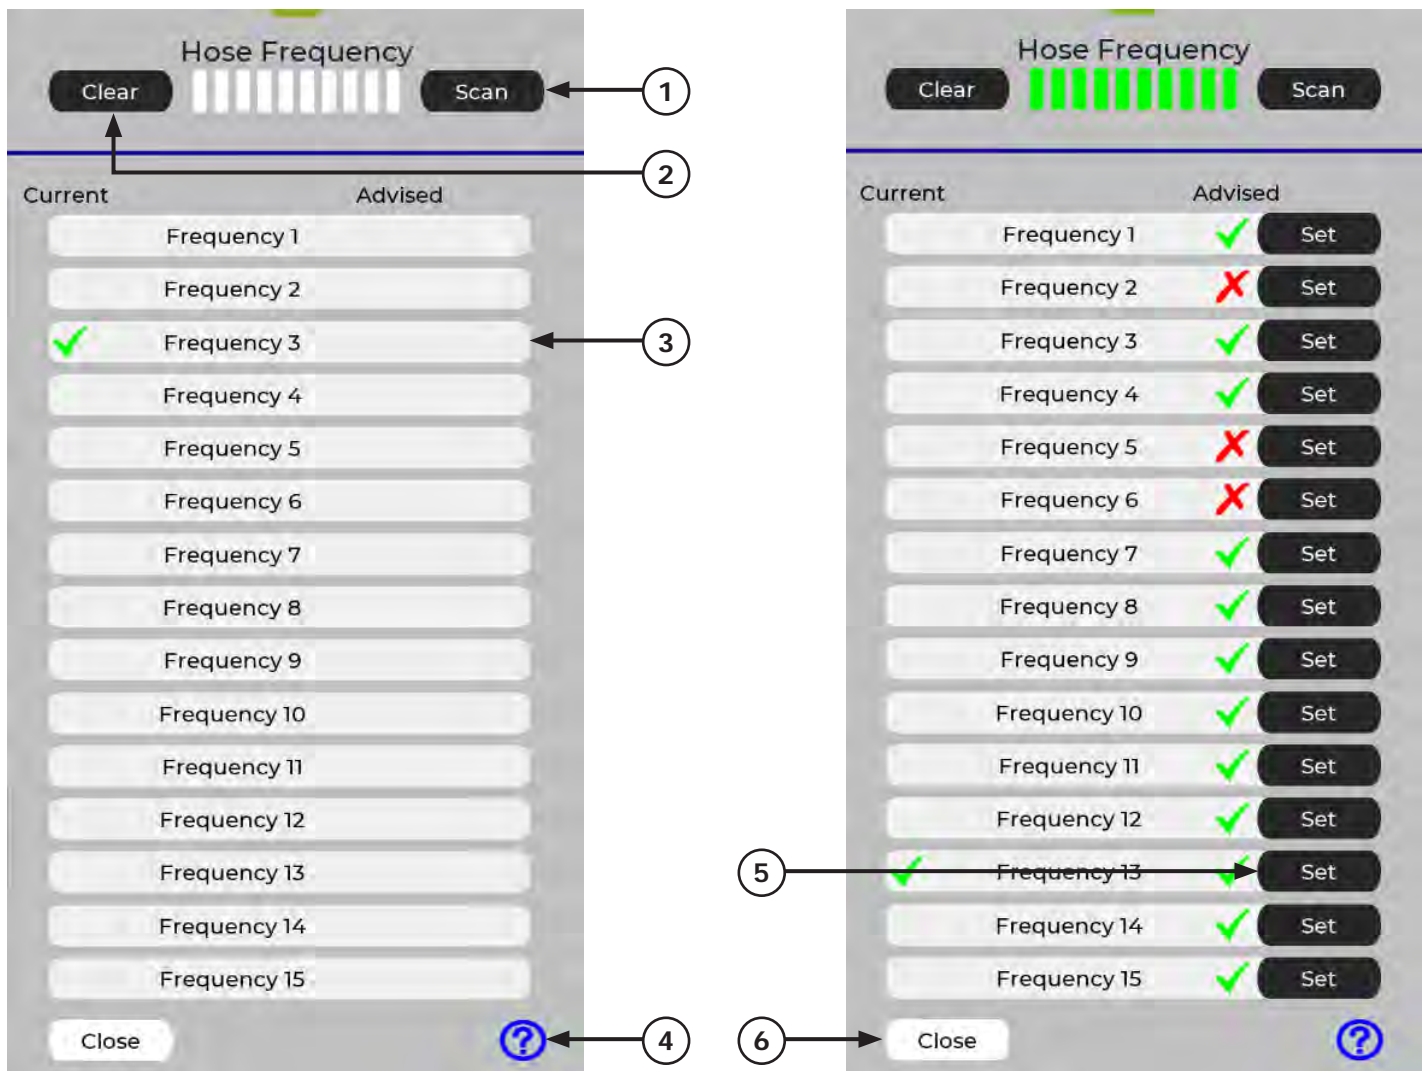 Hose Frequency
Clear
Scan
1
2
Current
Advised
Frequency 1
Frequency 2
Frequency 3
3
Frequency 4
Frequency 5
Frequency 6
Frequency 7
Frequency 8
Frequency 9
Frequency 10
Frequency 11
Frequency 12
Frequency 13
Frequency 14
Frequency 15
Close
?
4
Hose Frequency
Clear
Scan
Current
Advised
Frequency 1 Set
Frequency 2 Set
Frequency 3 Set
Frequency 4 Set
Frequency 5 Set
Frequency 6 Set
Frequency 7 Set
Frequency 8 Set
Frequency 9 Set
Frequency 10 Set
Frequency 11 Set
Frequency 12 Set
5
Frequency 13 Set
Frequency 14 Set
Frequency 15 Set
6
Close
?